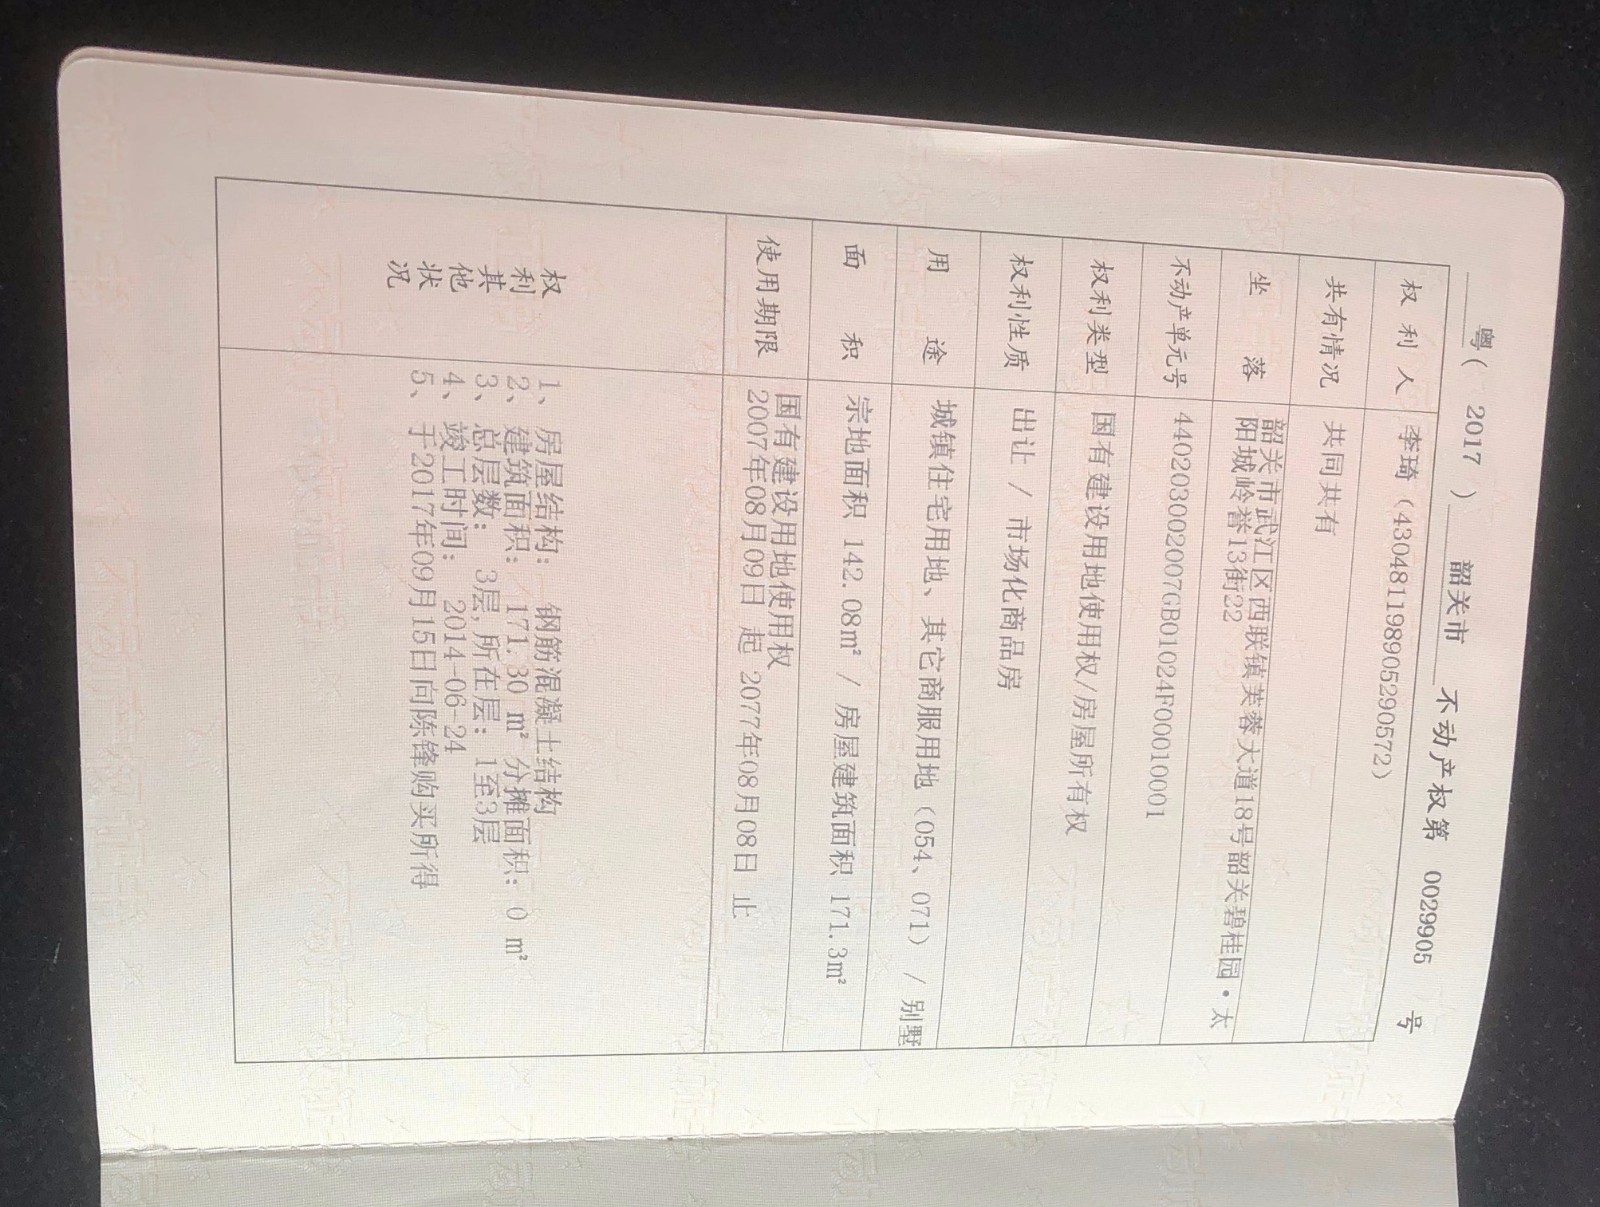 粤( 2017 ) 韶关市 不动产权第 0029905 号
权利人 李琦(430481198905290572)
共有情况 共同共有
坐落 韶关市武江区西联镇芙蓉大道18号韶关碧桂园·太
阳城岭誉13街22
不动产单元号 440203002007GB01024F00010001
权利类型 国有建设用地使用权/房屋所有权
权利性质 出让 / 市场化商品房
用途 城镇住宅用地、其它商服用地(054、071) / 别墅
面积 宗地面积 142.08m² / 房屋建筑面积 171.3m²
使用期限 国有建设用地使用权
2007年08月09日 起 2077年08月08日 止
权利其他状况
1、房屋结构: 钢筋混凝土结构
2、建筑面积: 171.30 m² 分摊面积: 0 m²
3、总层数: 3层,所在层: 1至3层
4、竣工时间: 2014-06-24
5、于2017年09月15日向陈锋购买所得